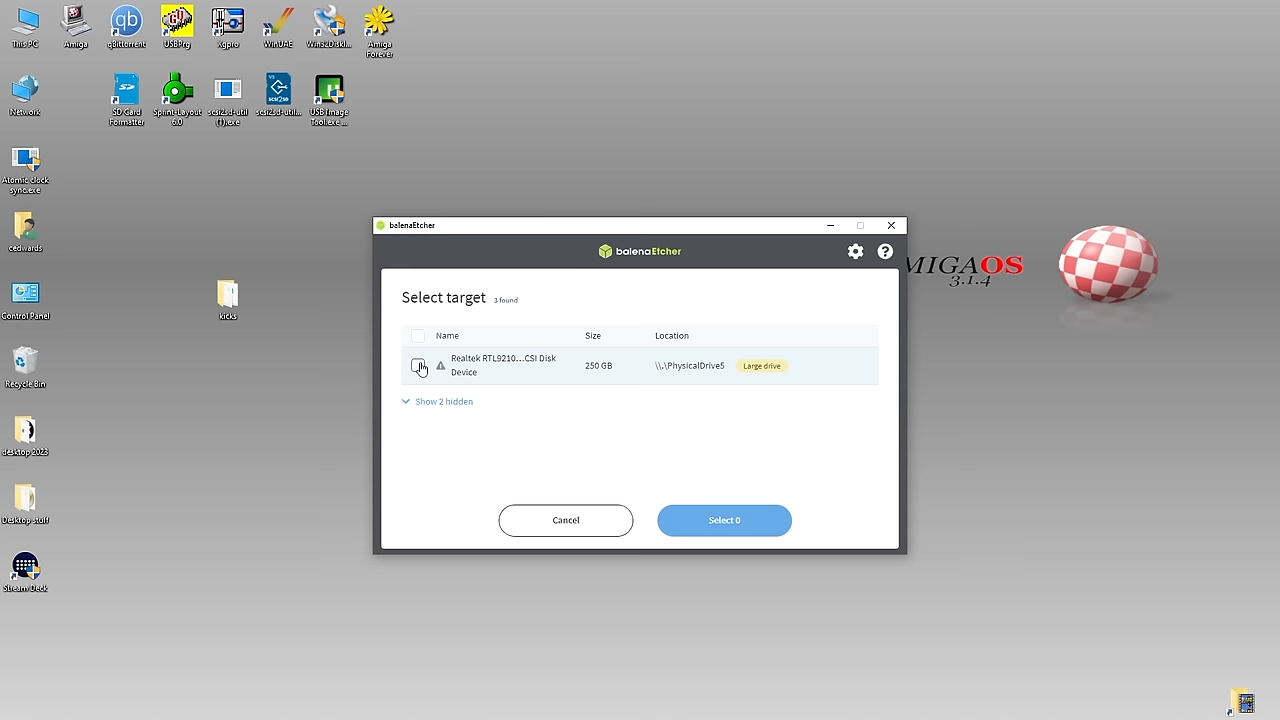 This PC
Amiga
qBittorrent
USBPrg
Xgpro
WinUAE
Win32DiskI...
Amiga
Forever
Network
SD Card
Formatter
Sprint-Layout
6.0
scsi2sd-util
(1).exe
scsi2sd-util...
USB Image
Tool.exe ...
Atomic clock
sync.exe
cedwards
Control Panel
kicks
Recycle Bin
desktop 2023
Desktop stuff
Stream Deck
balenaEtcher
balenaEtcher
Select target 3 found
Name Size Location
Realtek RTL9210...CSI Disk
Device
250 GB \\.\PhysicalDrive5 Large drive
Show 2 hidden
Cancel Select 0
MIGAOS
3.1.4